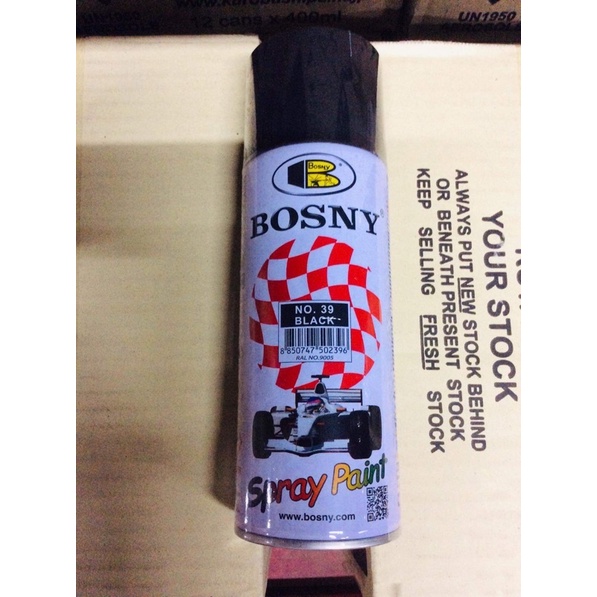 12 cans x 400ml
UN1950
BOSNY
BOSNY®
NO. 39
BLACK
8 850747 502396
RAL NO.9005
Spray Paint
www.bosny.com
YOUR STOCK
ALWAYS PUT NEW STOCK BEHIND
OR BENEATH PRESENT STOCK
KEEP SELLING FRESH STOCK